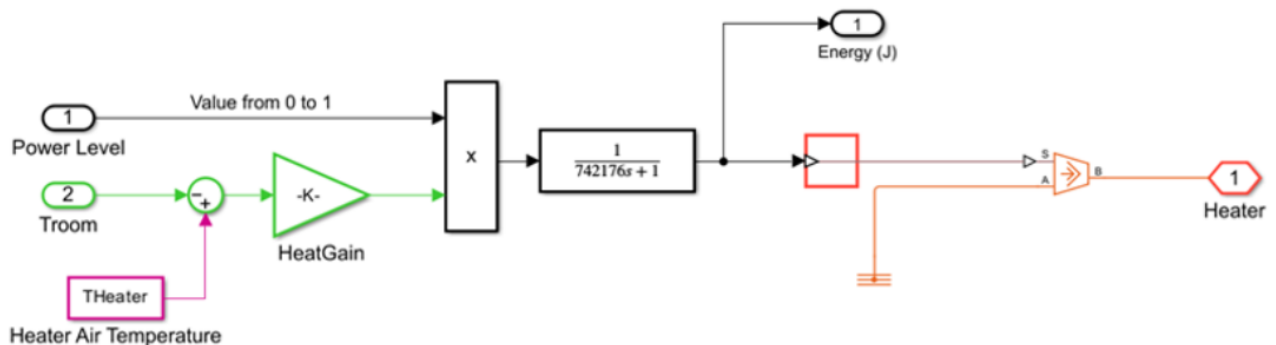 1
Energy (J)
Value from 0 to 1
1
Power Level
x
1
742176s + 1
S
A
B
1
Heater
2
Troom
-K-
HeatGain
THeater
Heater Air Temperature